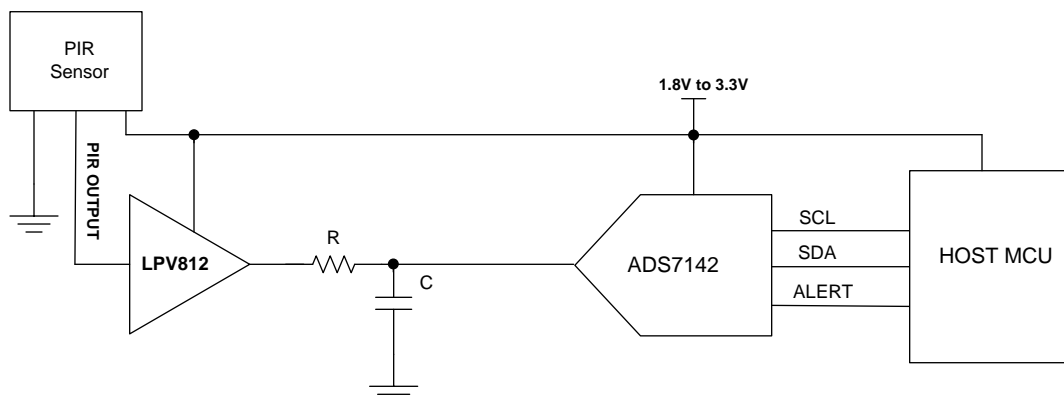 PIR
Sensor
1.8V to 3.3V
PIR OUTPUT
LPV812
R
C
ADS7142
SCL
SDA
ALERT
HOST MCU